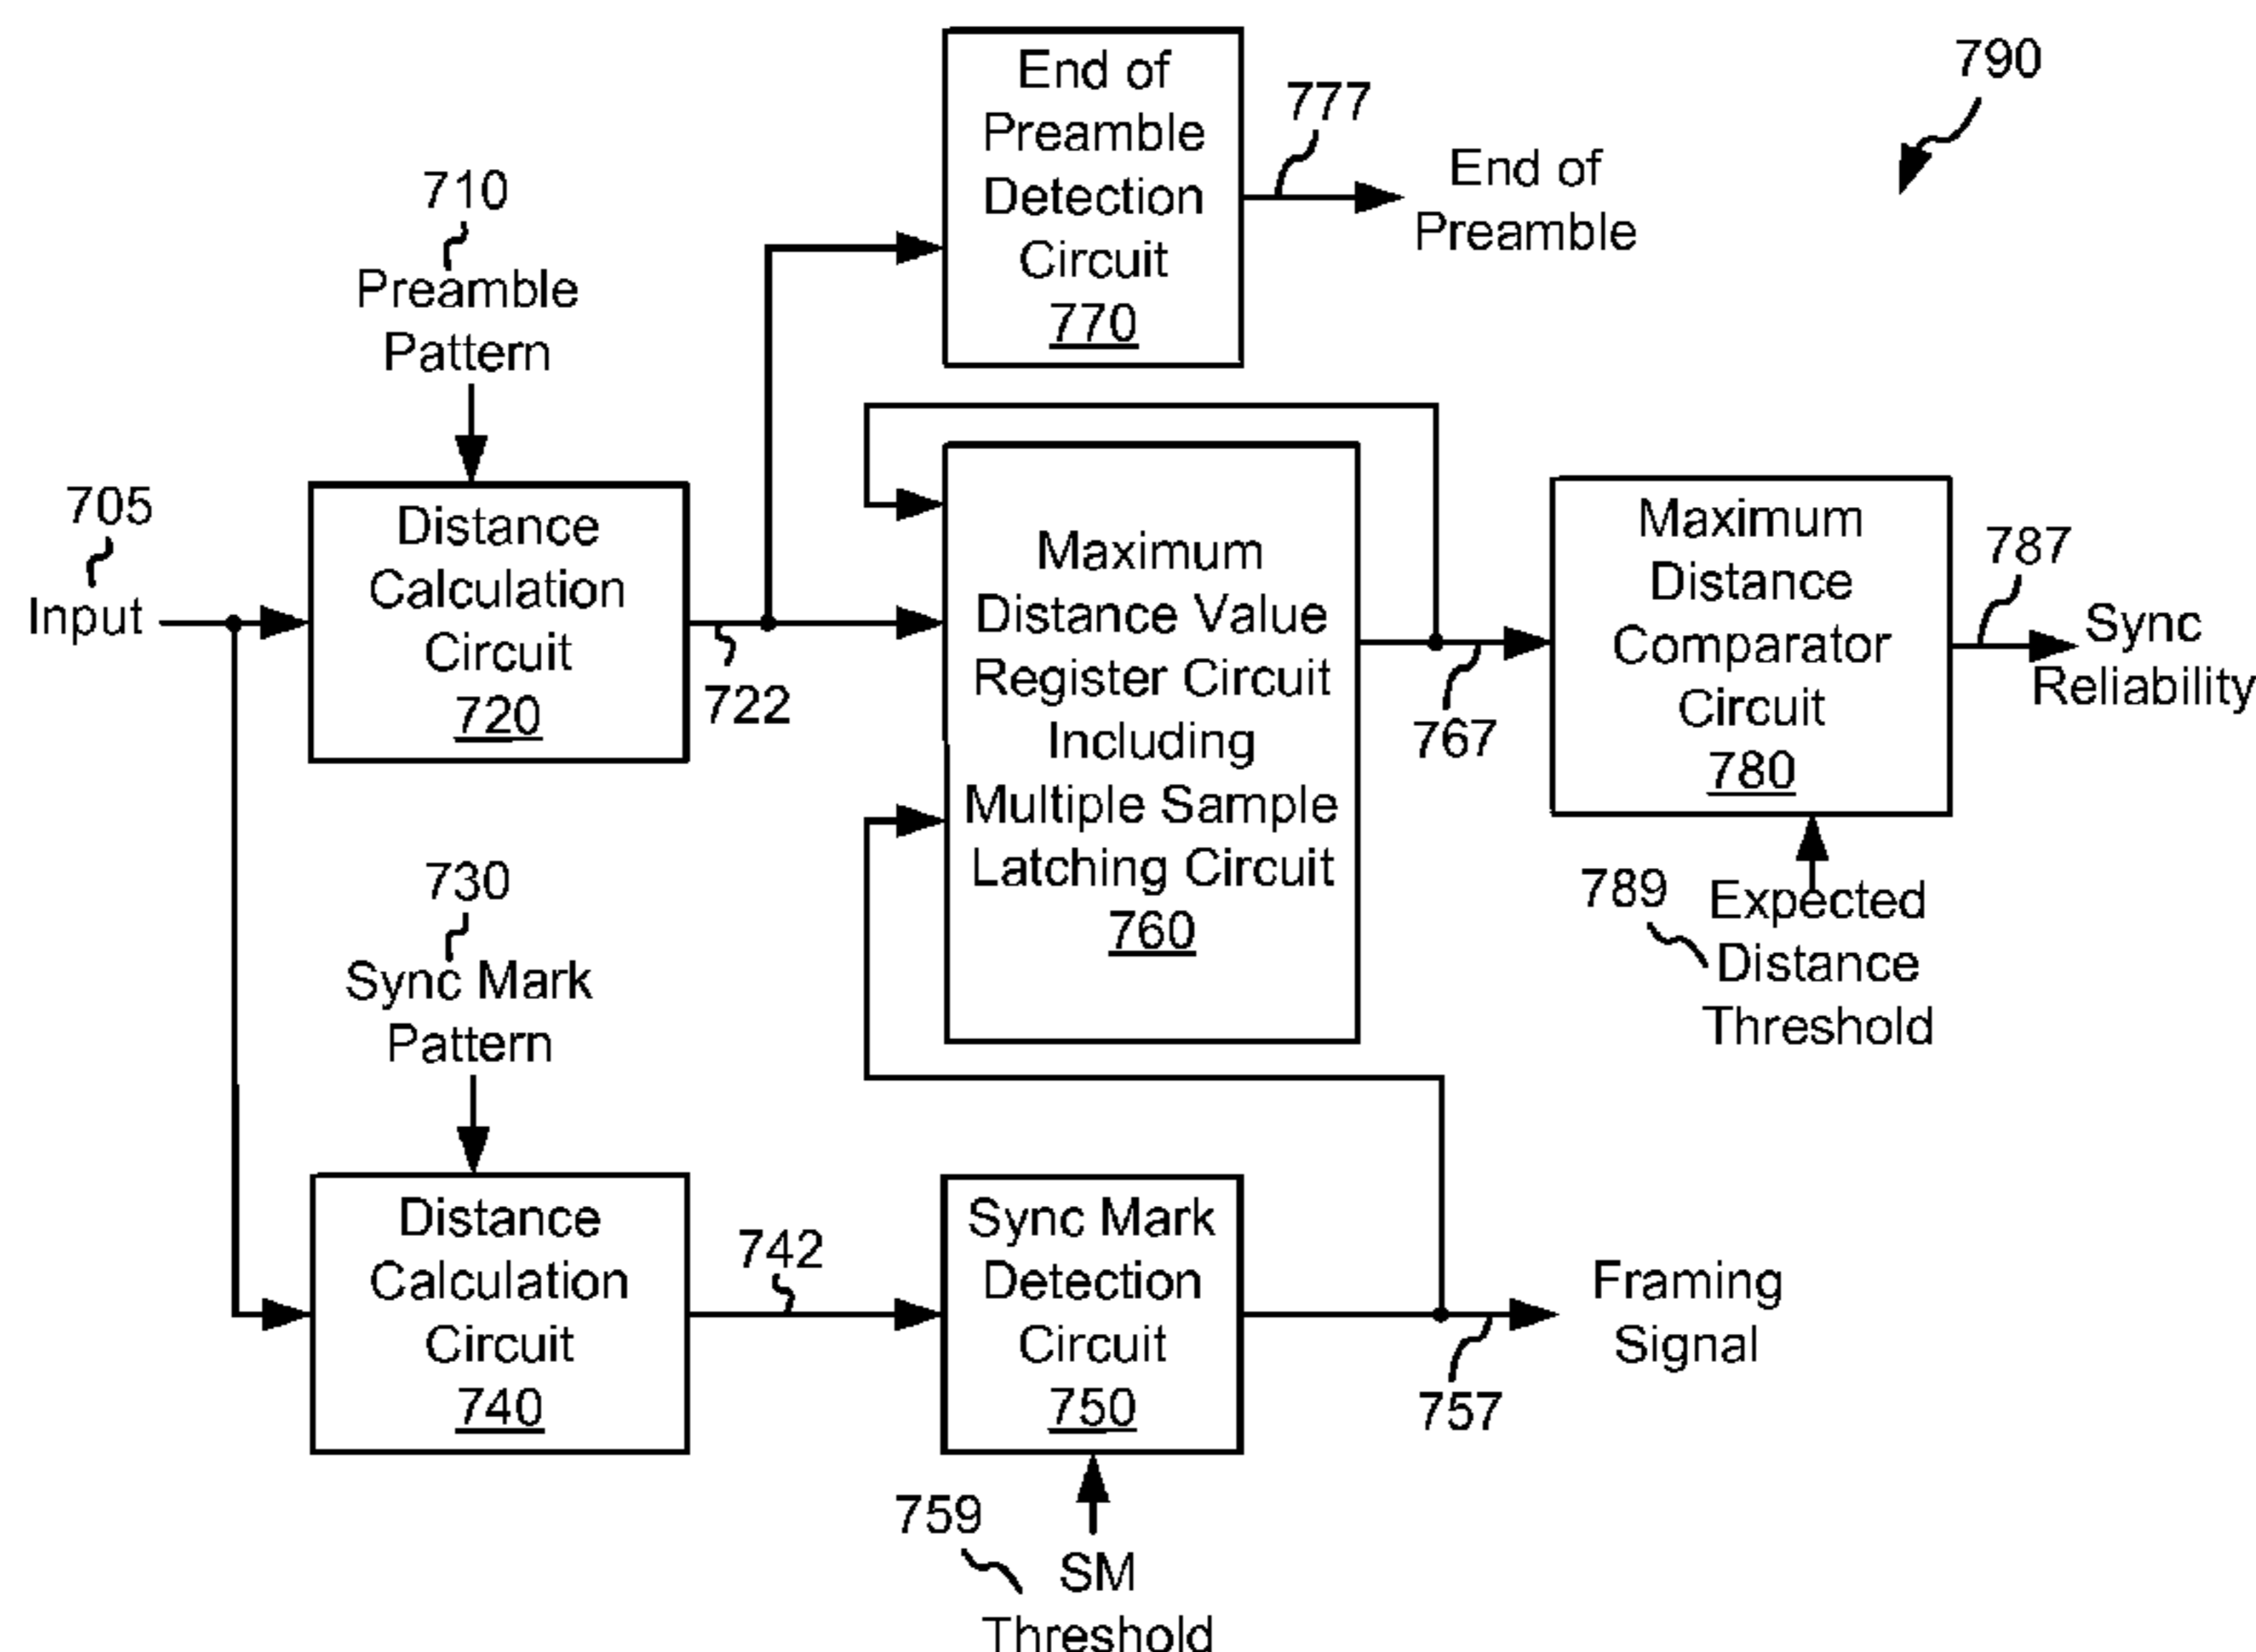 790
End of
Preamble
Detection
Circuit
770
777
End of
Preamble
710
Preamble
Pattern
705
Input
Distance
Calculation
Circuit
720
722
Maximum
Distance Value
Register Circuit
Including
Multiple Sample
Latching Circuit
760
767
Maximum
Distance
Comparator
Circuit
780
787
Sync
Reliability
789
Expected
Distance
Threshold
730
Sync Mark
Pattern
Distance
Calculation
Circuit
740
742
Sync Mark
Detection
Circuit
750
757
Framing
Signal
759
SM
Threshold